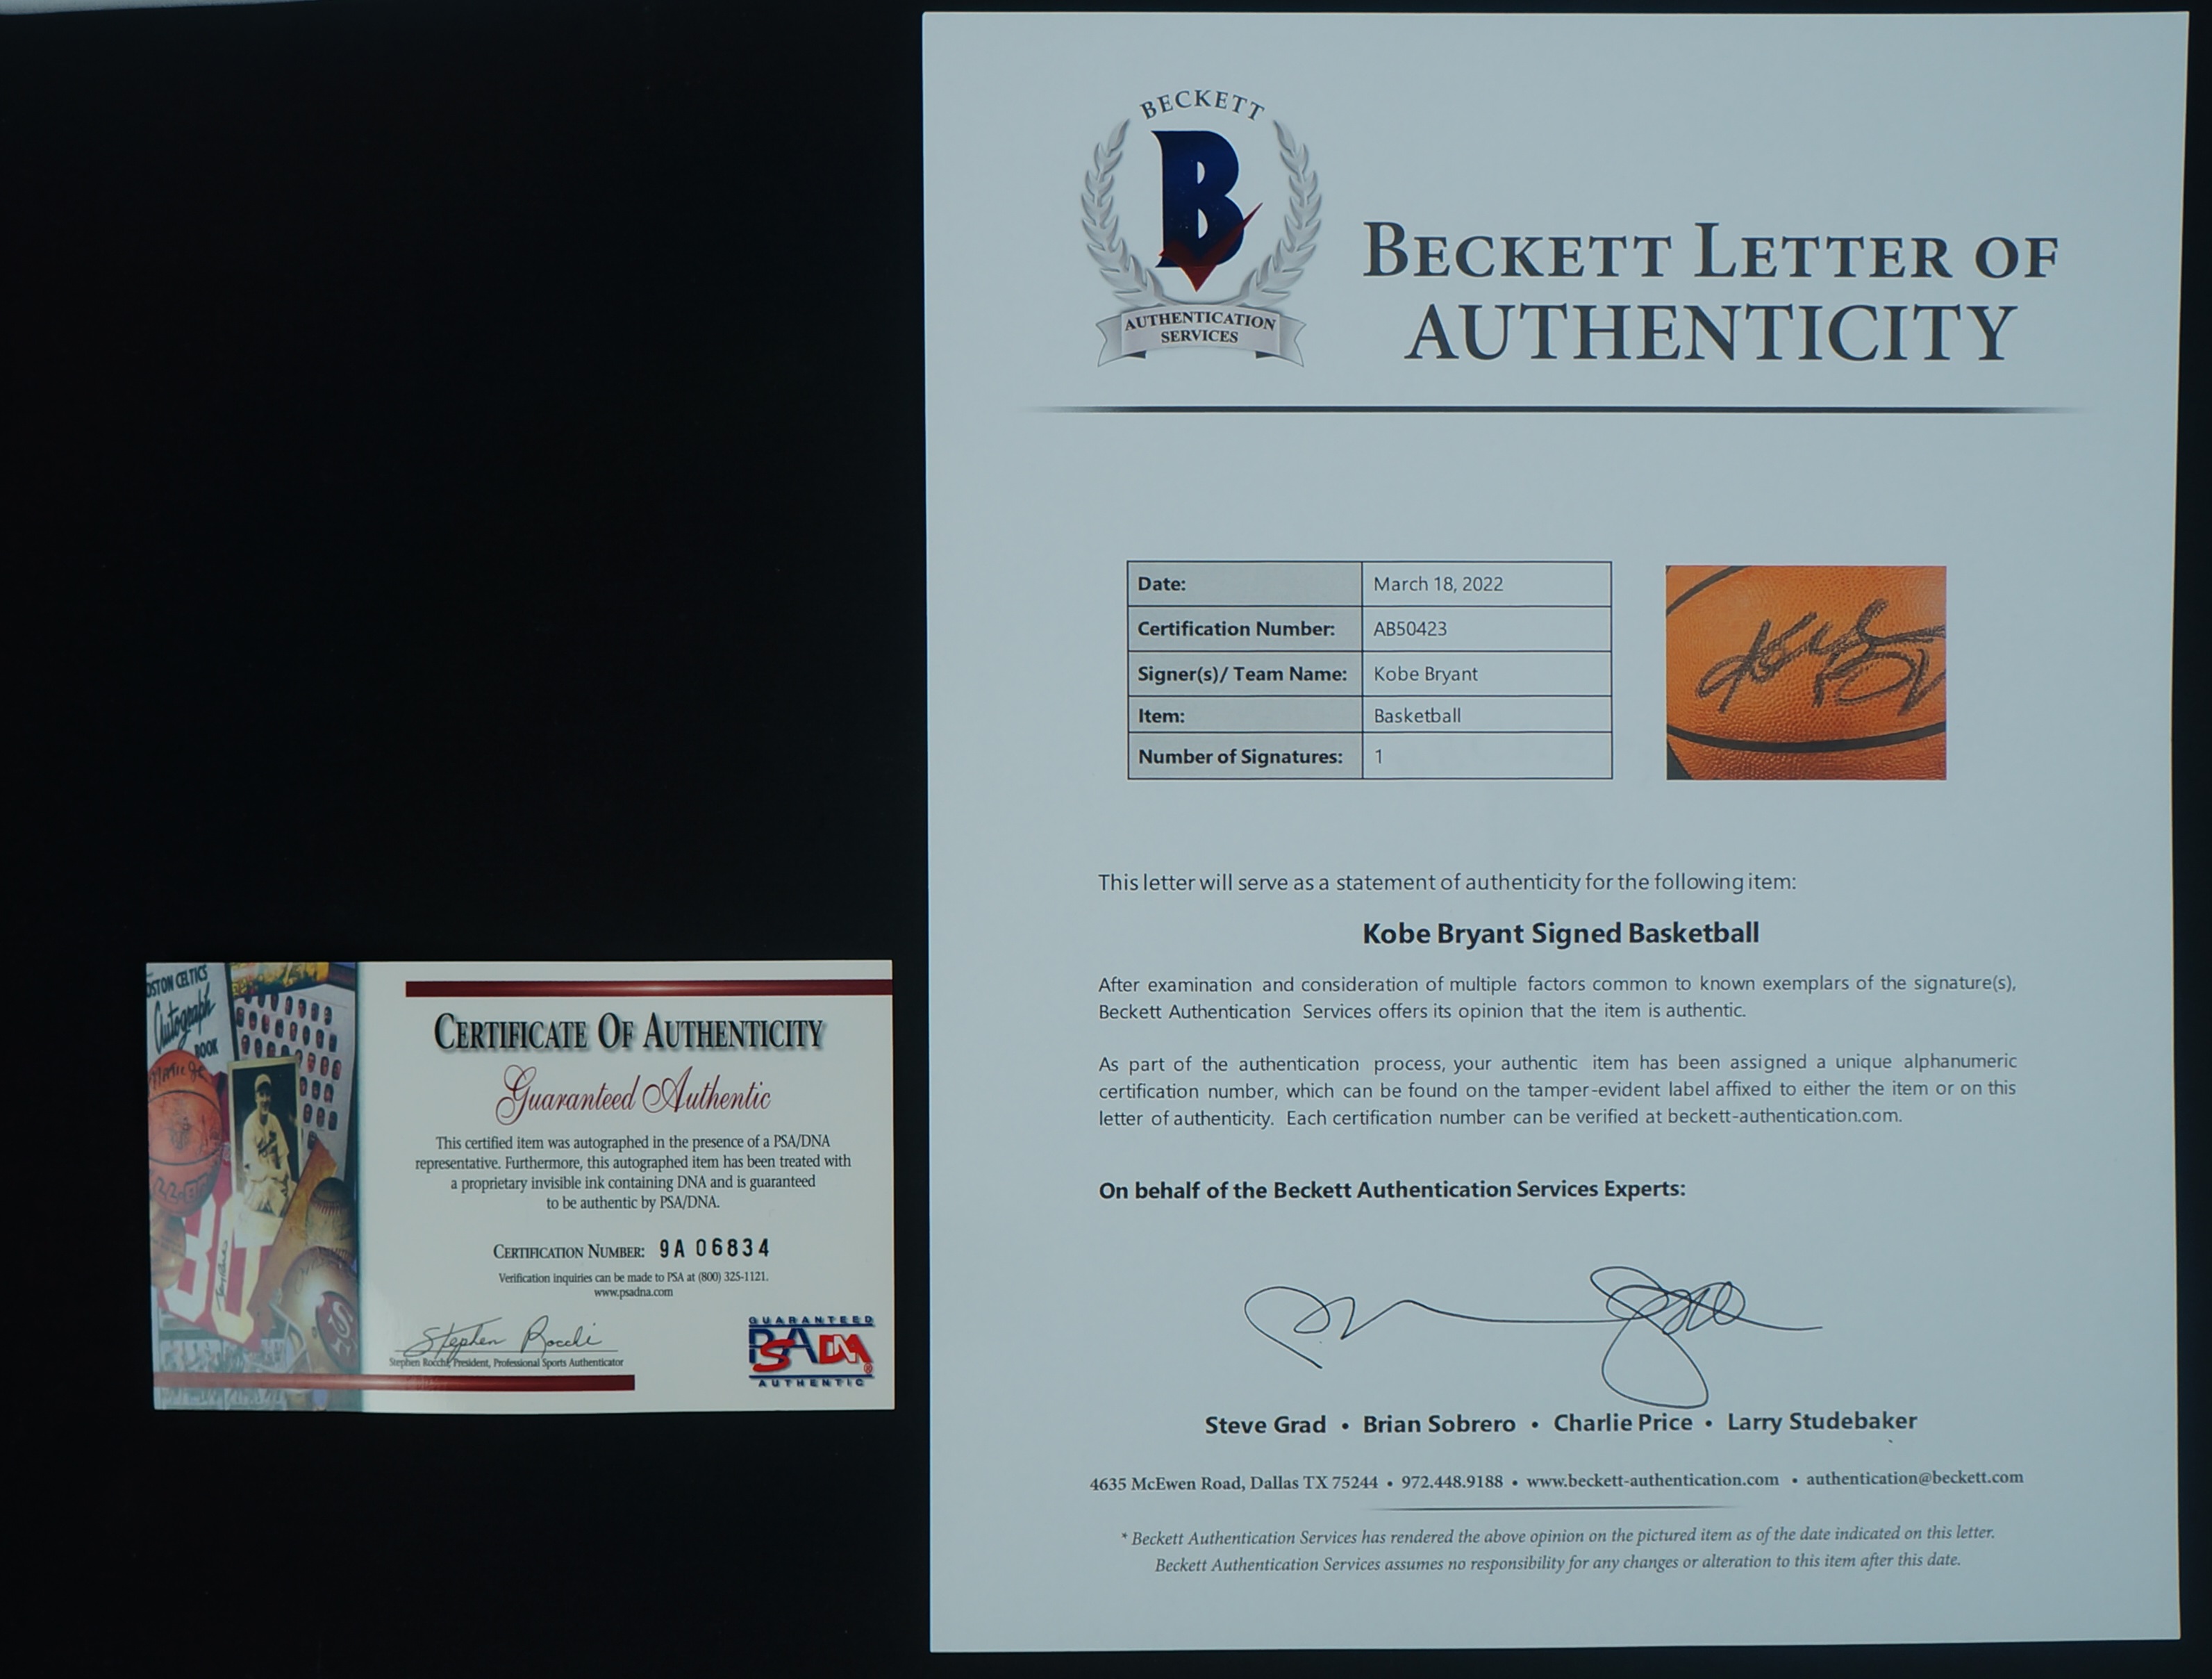 BOSTON CELTICS
Autograph
BOOK
CERTIFICATE OF AUTHENTICITY
Guaranteed Authentic
This certified item was autographed in the presence of a PSA/DNA
representative. Furthermore, this autographed item has been treated with
a proprietary invisible ink containing DNA and is guaranteed
to be authentic by PSA/DNA.
CERTIFICATION NUMBER: 9A 06834
Verification inquiries can be made to PSA at (800) 325-1121.
www.psadna.com
Stephen Rocchi
Stephen Rocchi, President, Professional Sports Authenticator
GUARANTEED
PSA DNA
AUTHENTIC
BECKETT
B
AUTHENTICATION
SERVICES
BECKETT LETTER OF
AUTHENTICITY
Date: March 18, 2022
Certification Number: AB50423
Signer(s)/ Team Name: Kobe Bryant
Item: Basketball
Number of Signatures: 1
This letter will serve as a statement of authenticity for the following item:
Kobe Bryant Signed Basketball
After examination and consideration of multiple factors common to known exemplars of the signature(s),
Beckett Authentication Services offers its opinion that the item is authentic.
As part of the authentication process, your authentic item has been assigned a unique alphanumeric
certification number, which can be found on the tamper-evident label affixed to either the item or on this
letter of authenticity. Each certification number can be verified at beckett-authentication.com.
On behalf of the Beckett Authentication Services Experts:
Steve Grad • Brian Sobrero • Charlie Price • Larry Studebaker
4635 McEwen Road, Dallas TX 75244 • 972.448.9188 • www.beckett-authentication.com • authentication@beckett.com
* Beckett Authentication Services has rendered the above opinion on the pictured item as of the date indicated on this letter.
Beckett Authentication Services assumes no responsibility for any changes or alteration to this item after this date.